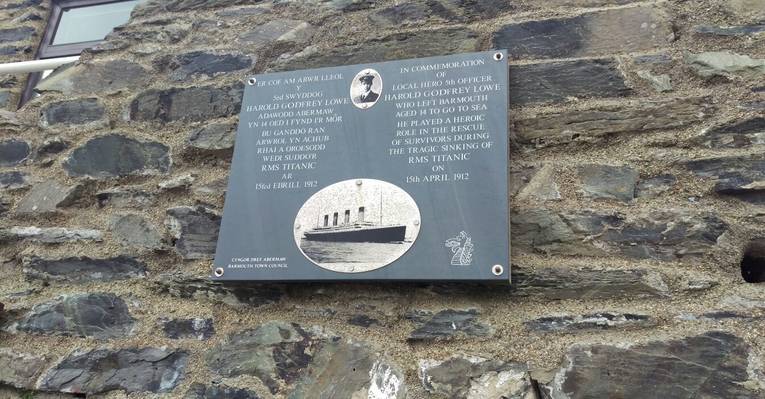 ER COF AM ARWR LLEOL
Y
5ed SWYDDOG
HAROLD GODFREY LOWE
ADAWODD ABERMAW
YN 14 OED I FYND I'R MÔR
BU GANDDO RAN
ARWROL YN ACHUB
RHAI A OROESODD
WEDI SUDDO'R
RMS TITANIC
AR
15fed EBRILL 1912
IN COMMEMORATION
OF
LOCAL HERO 5th OFFICER
HAROLD GODFREY LOWE
WHO LEFT BARMOUTH
AGED 14 TO GO TO SEA
HE PLAYED A HEROIC
ROLE IN THE RESCUE
OF SURVIVORS DURING
THE TRAGIC SINKING OF
RMS TITANIC
ON
15th APRIL 1912
CYNGOR TREF ABERMAW
BARMOUTH TOWN COUNCIL